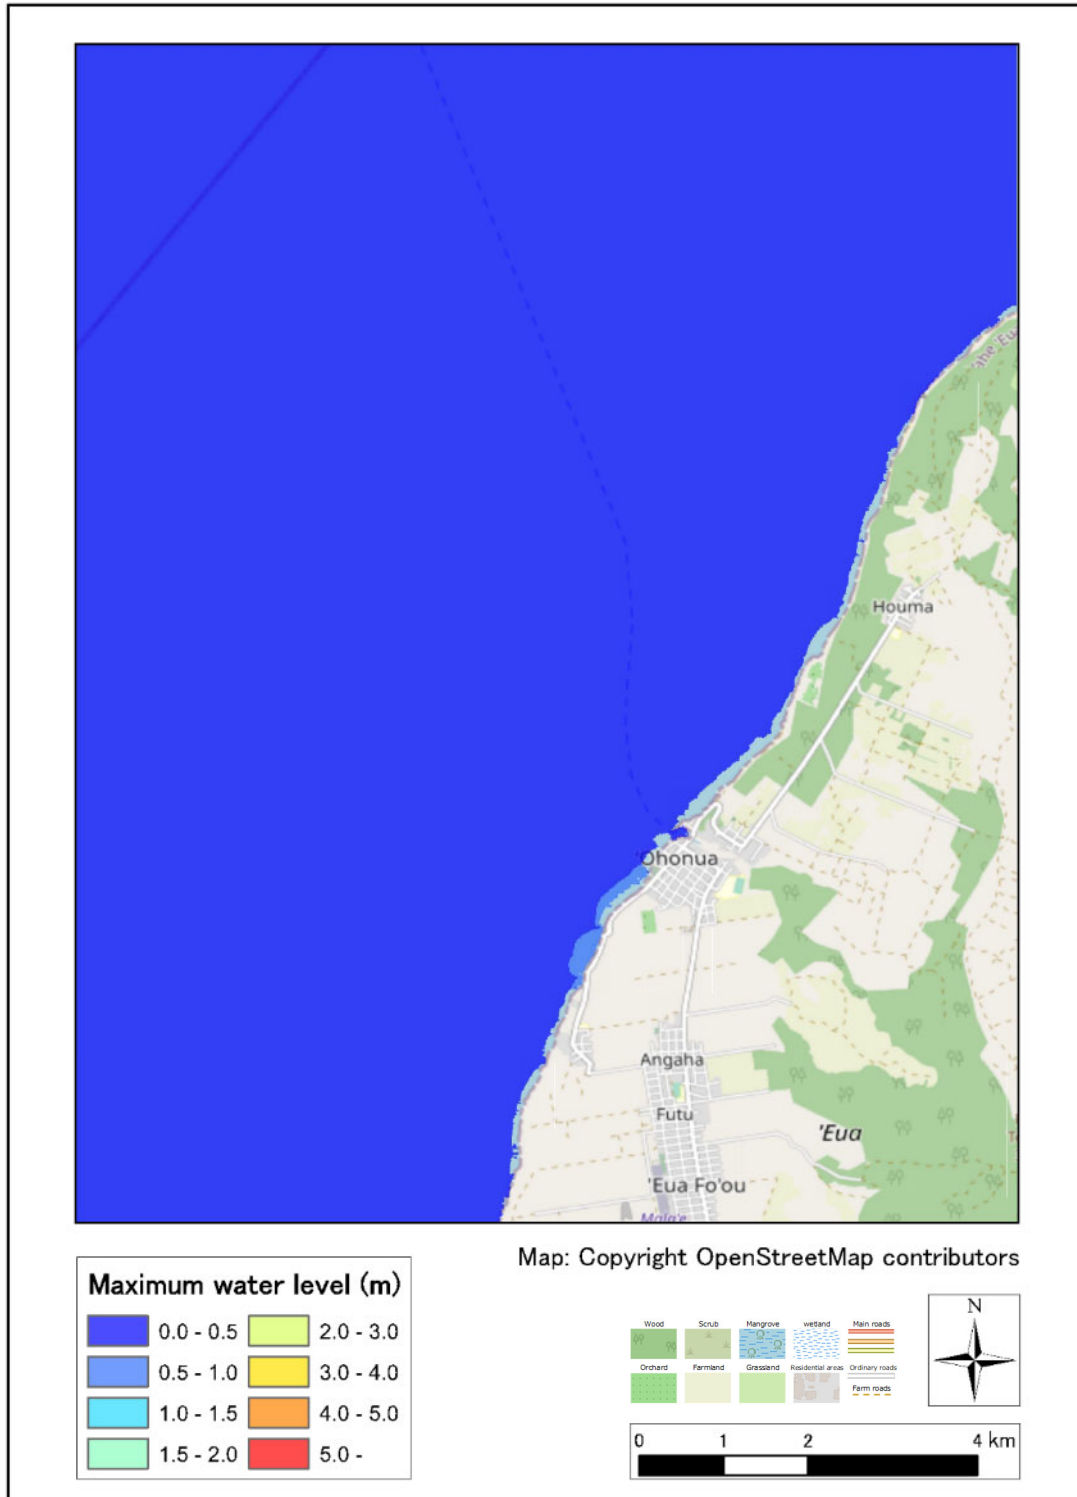 'ane 'Eu
Houma
'Ohonua
Angaha
Futu
'Eua
'Eua Fo'ou
Mala'e
Map: Copyright OpenStreetMap contributors
Maximum water level (m)
0.0 - 0.5
2.0 - 3.0
0.5 - 1.0
3.0 - 4.0
1.0 - 1.5
4.0 - 5.0
1.5 - 2.0
5.0 -
Wood
Scrub
Mangrove
wetland
Main roads
Orchard
Farmland
Grassland
Residential areas
Ordinary roads
Farm roads
N
0 1 2 4 km